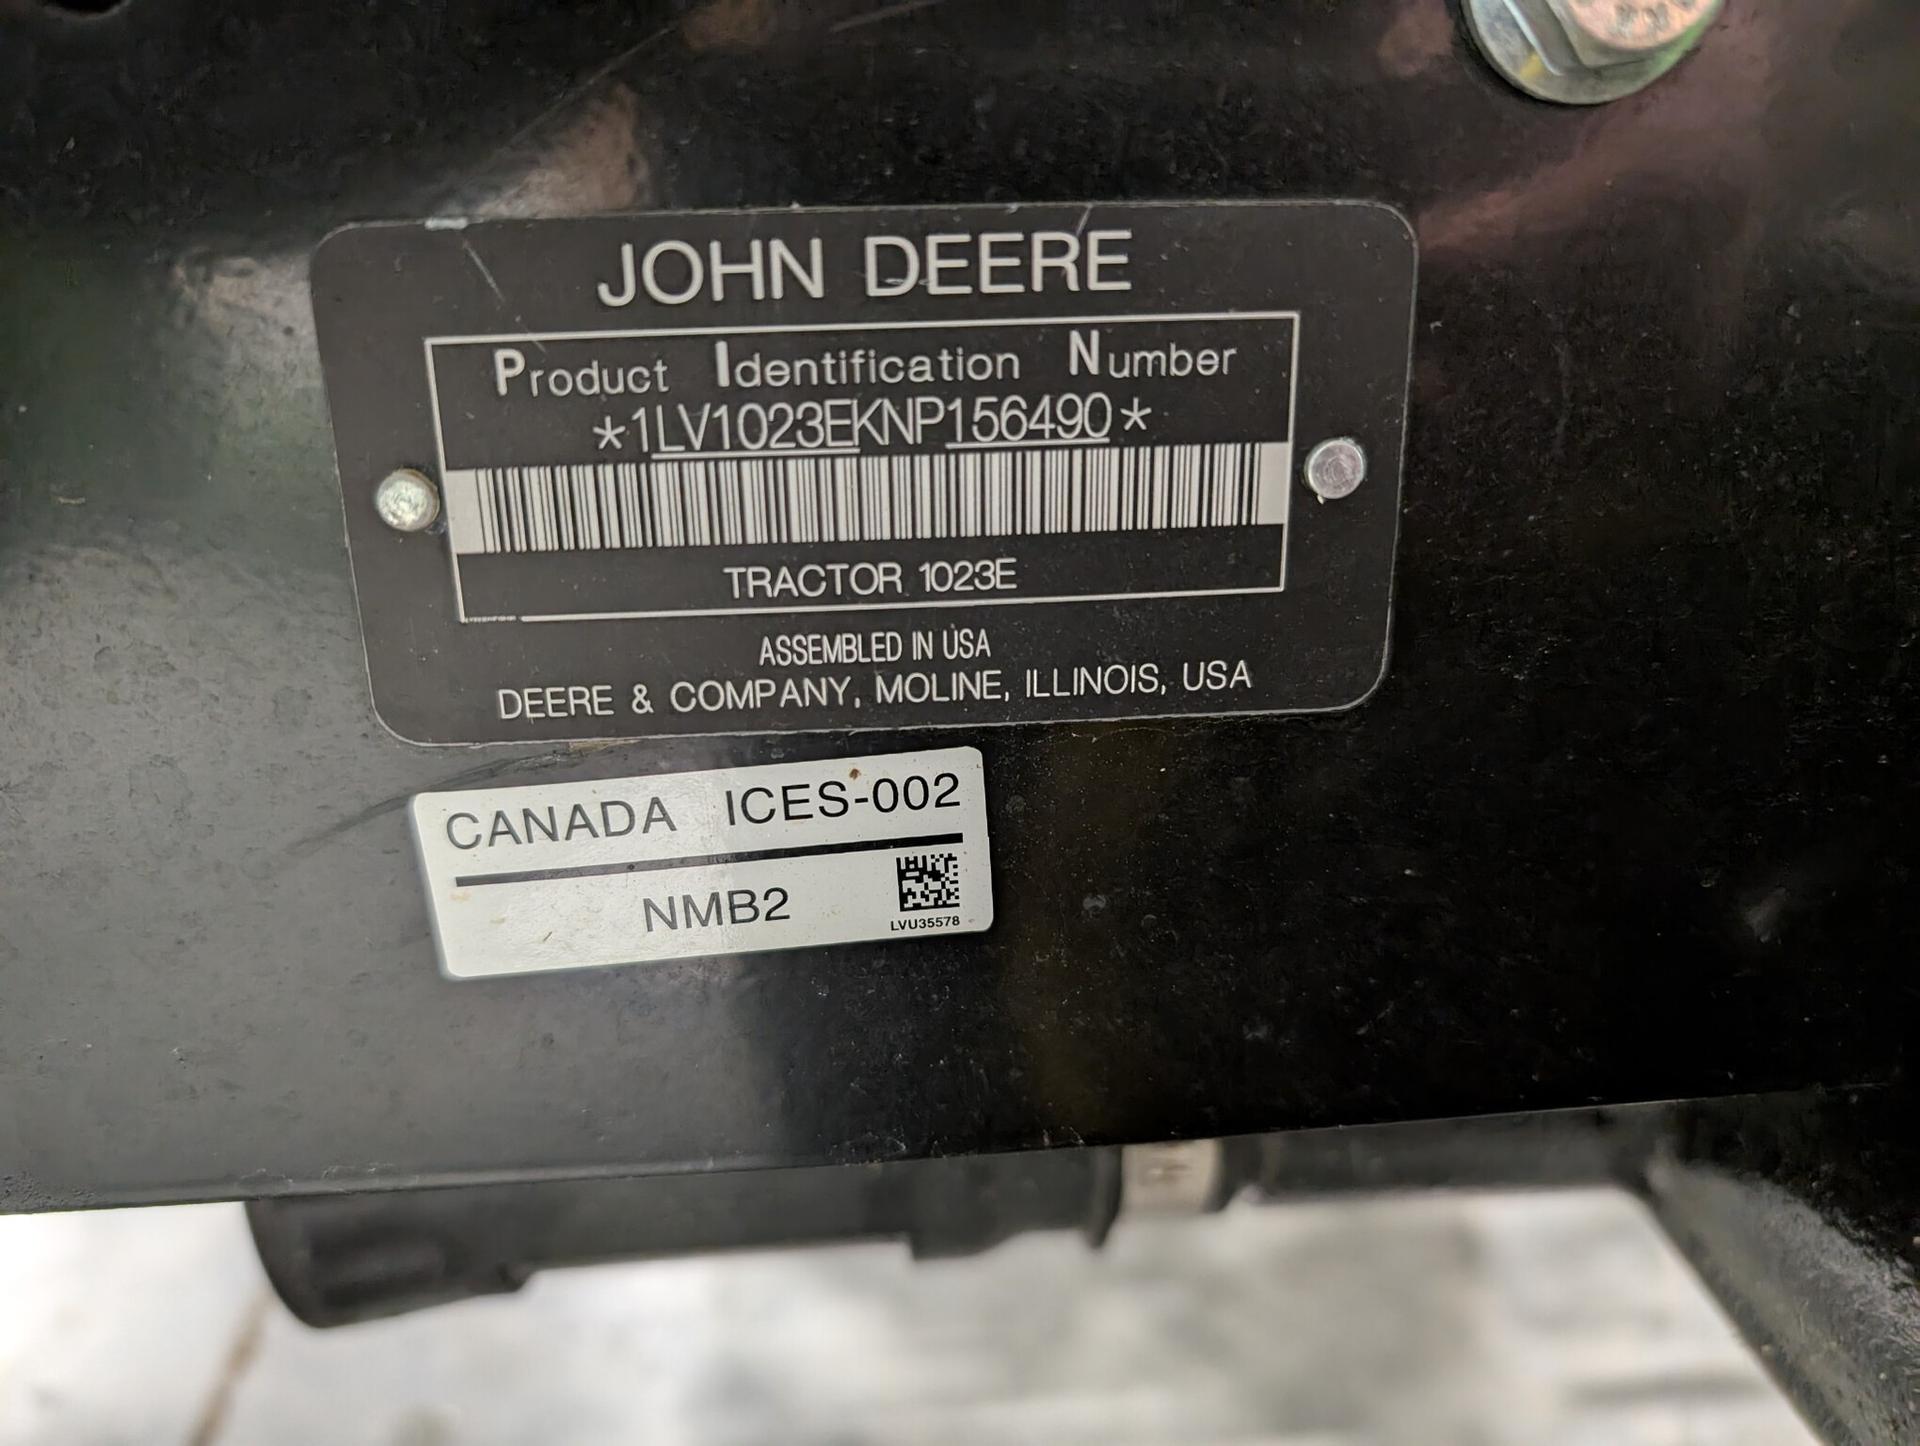 JOHN DEERE
Product Identification Number
*1LV1023EKNP156490*
TRACTOR 1023E
ASSEMBLED IN USA
DEERE & COMPANY, MOLINE, ILLINOIS, USA
CANADA ICES-002
NMB2
LVU35578